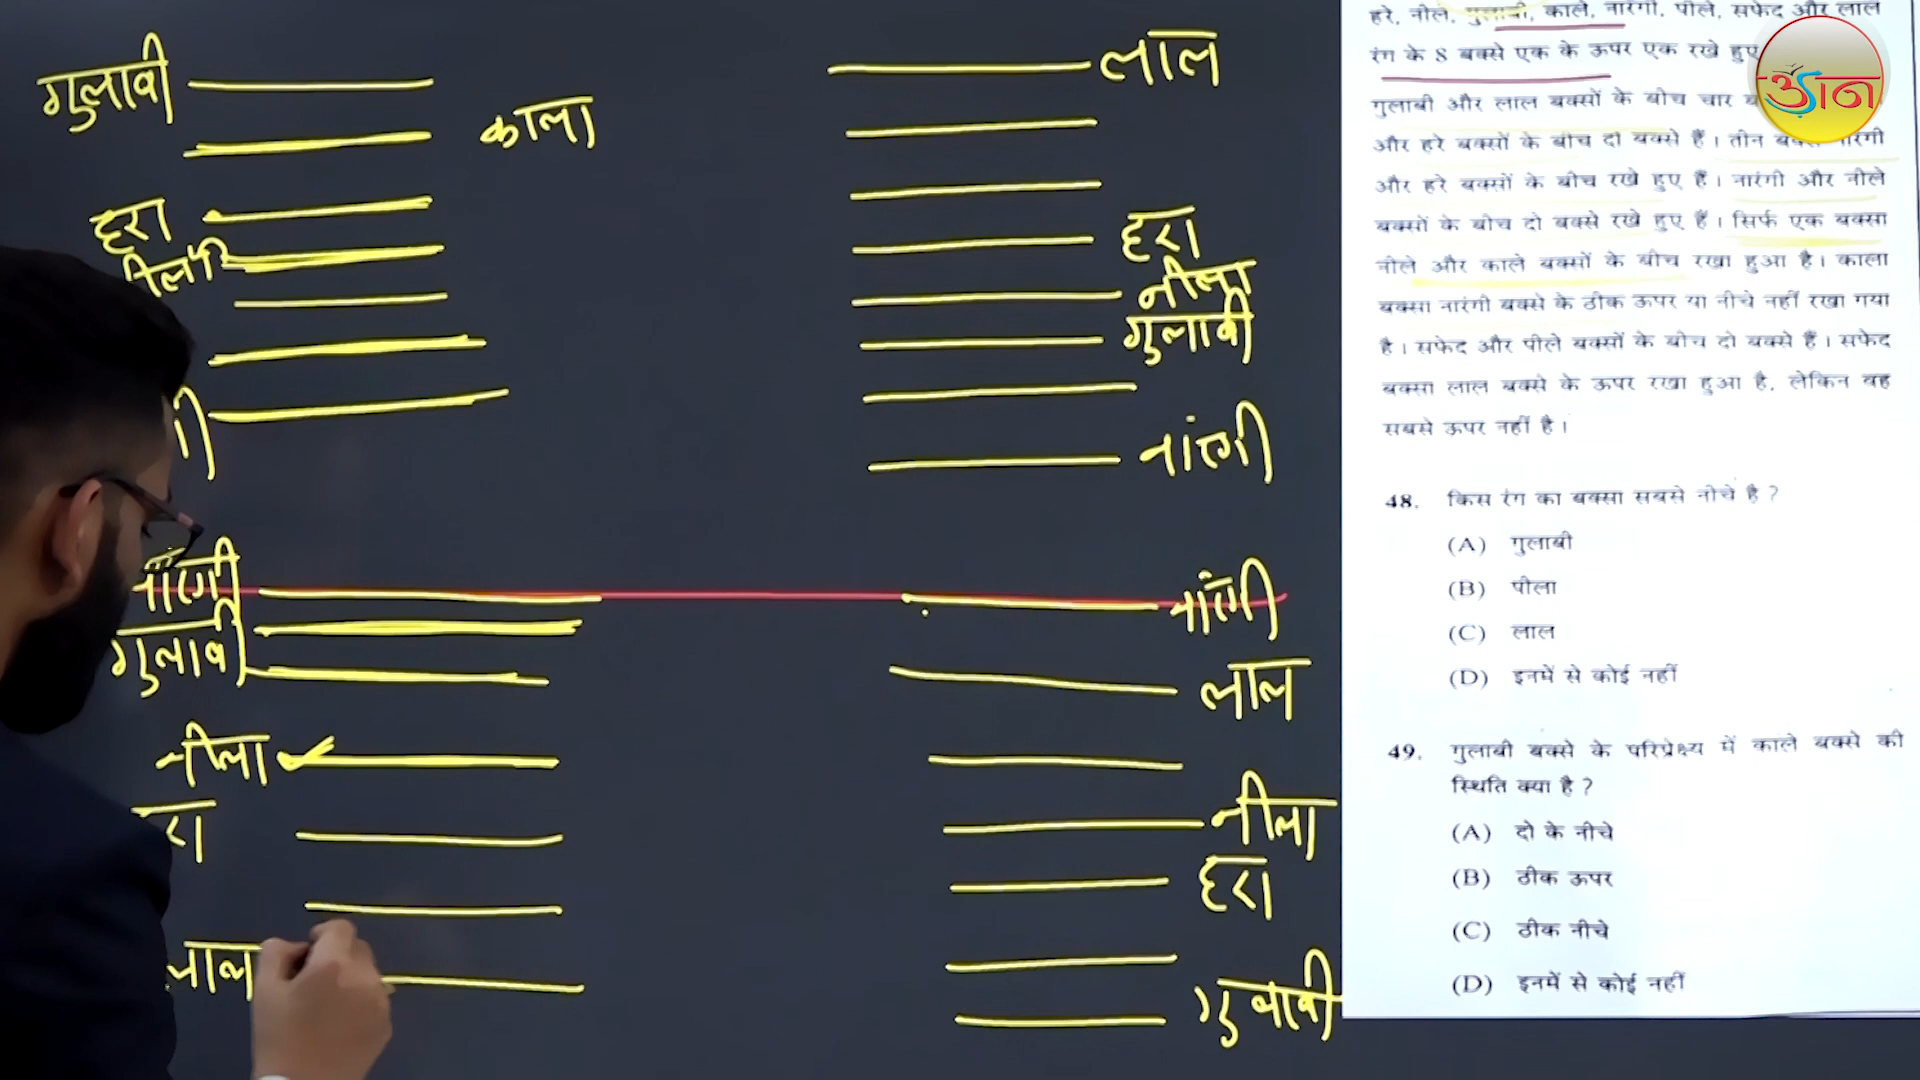 गुलाबी
काला
हरा
लाल
हरा
नीला
गुलाबी
नारंगी
नारंगी
गुलाबी
नीला
लाल
नारंगी
लाल
नीला
हरा
गुलाबी
हरे, नीले, गुलाबी, काले, नारंगी, पीले, सफेद और लाल
रंग के 8 बक्से एक के ऊपर एक रखे हुए
गुलाबी और लाल बक्सों के बीच चार
और हरे बक्सों के बीच दो बक्से हैं। तीन
और हरे बक्सों के बीच रखे हुए हैं। नारंगी और नीले
बक्सों के बीच दो बक्से रखे हुए हैं। सिर्फ एक बक्सा
नीले और काले बक्सों के बीच रखा हुआ है। काला
बक्सा नारंगी बक्से के ठीक ऊपर या नीचे नहीं रखा गया
है। सफेद और पीले बक्सों के बीच दो बक्से हैं। सफेद
बक्सा लाल बक्से के ऊपर रखा हुआ है, लेकिन वह
सबसे ऊपर नहीं है।
उड़ान
48. किस रंग का बक्सा सबसे नीचे है ?
(A) गुलाबी
(B) पीला
(C) लाल
(D) इनमें से कोई नहीं
49. गुलाबी बक्से के परिप्रेक्ष्य में काले बक्से की
स्थिति क्या है ?
(A) दो के नीचे
(B) ठीक ऊपर
(C) ठीक नीचे
(D) इनमें से कोई नहीं